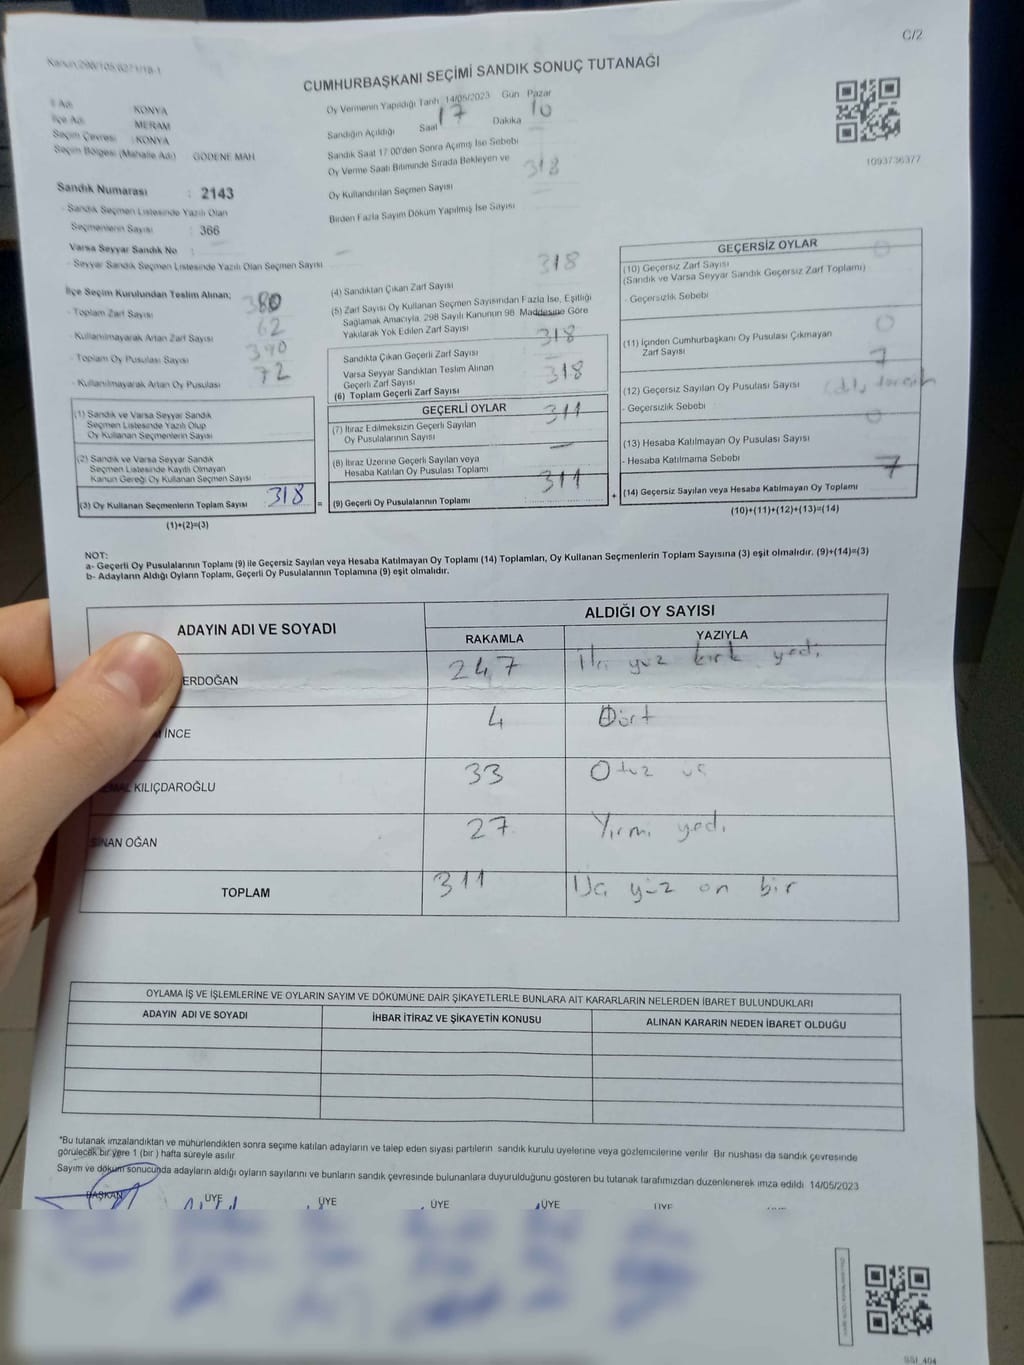 C/2
Kanun:298/105,6271/18-1
CUMHURBAŞKANI SEÇİMİ SANDIK SONUÇ TUTANAĞI
İl Adı KONYA
İlçe Adı MERAM
Seçim Çevresi : KONYA
Seçim Bölgesi (Mahalle Adı) GÖDENE MAH
Sandık Numarası : 2143
- Sandık Seçmen Listesinde Yazılı Olan
Seçmenlerin Sayısı : 366
Varsa Seyyar Sandık No :
- Seyyar Sandık Seçmen Listesinde Yazılı Olan Seçmen Sayısı —
Oy Vermenin Yapıldığı Tarih 14/05/2023 Gün Pazar
Sandığın Açıldığı Saat 17 Dakika 10
Sandık Saat 17:00'den Sonra Açılmış İse Sebebi
Oy Verme Saati Bitiminde Sırada Bekleyen ve
Oy Kullandırılan Seçmen Sayısı 318
Birden Fazla Sayım Döküm Yapılmış İse Sayısı
1093736377
İlçe Seçim Kurulundan Teslim Alınan;
- Toplam Zarf Sayısı 380
- Kullanılmayarak Artan Zarf Sayısı 62
- Toplam Oy Pusulası Sayısı 390
- Kullanılmayarak Artan Oy Pusulası 72
(1) Sandık ve Varsa Seyyar Sandık
Seçmen Listesinde Yazılı Olup
Oy Kullanan Seçmenlerin Sayısı
(2) Sandık ve Varsa Seyyar Sandık
Seçmen Listesinde Kayıtlı Olmayan
Kanun Gereği Oy Kullanan Seçmen Sayısı
(3) Oy Kullanan Seçmenlerin Toplam Sayısı 318 =
(1)+(2)=(3)
(4) Sandıktan Çıkan Zarf Sayısı 318
(5) Zarf Sayısı Oy Kullanan Seçmen Sayısından Fazla İse, Eşitliği
Sağlamak Amacıyla, 298 Sayılı Kanunun 98. Maddesine Göre
Yakılarak Yok Edilen Zarf Sayısı
Sandıkta Çıkan Geçerli Zarf Sayısı 318
Varsa Seyyar Sandıktan Teslim Alınan
Geçerli Zarf Sayısı
(6) Toplam Geçerli Zarf Sayısı 318
GEÇERLİ OYLAR
(7) İtiraz Edilmeksizin Geçerli Sayılan
Oy Pusulalarının Sayısı 311
(8) İtiraz Üzerine Geçerli Sayılan veya
Hesaba Katılan Oy Pusulası Toplamı —
(9) Geçerli Oy Pusulalarının Toplamı 311 +
GEÇERSİZ OYLAR
(10) Geçersiz Zarf Sayısı 0
(Sandık ve Varsa Seyyar Sandık Geçersiz Zarf Toplamı)
- Geçersizlik Sebebi
(11) İçinden Cumhurbaşkanı Oy Pusulası Çıkmayan
Zarf Sayısı 0
(12) Geçersiz Sayılan Oy Pusulası Sayısı 7
- Geçersizlik Sebebi
(13) Hesaba Katılmayan Oy Pusulası Sayısı 0
- Hesaba Katılmama Sebebi
(14) Geçersiz Sayılan veya Hesaba Katılmayan Oy Toplamı 7
(10)+(11)+(12)+(13)=(14)
NOT:
a- Geçerli Oy Pusulalarının Toplamı (9) ile Geçersiz Sayılan veya Hesaba Katılmayan Oy Toplamı (14) Toplamları, Oy Kullanan Seçmenlerin Toplam Sayısına (3) eşit olmalıdır. (9)+(14)=(3)
b- Adayların Aldığı Oyların Toplamı, Geçerli Oy Pusulalarının Toplamına (9) eşit olmalıdır.
ADAYIN ADI VE SOYADI ALDIĞI OY SAYISI
RAKAMLA YAZIYLA
ERDOĞAN 247 İki yüz kırk yedi
İNCE 4 Dört
KILIÇDAROĞLU 33 Otuz üç
SİNAN OĞAN 27 Yirmi yedi
TOPLAM 311 Üç yüz on bir
OYLAMA İŞ VE İŞLEMLERİNE VE OYLARIN SAYIM VE DÖKÜMÜNE DAİR ŞİKAYETLERLE BUNLARA AİT KARARLARIN NELERDEN İBARET BULUNDUKLARI
ADAYIN ADI VE SOYADI İHBAR İTİRAZ VE ŞİKAYETİN KONUSU ALINAN KARARIN NEDEN İBARET OLDUĞU
*Bu tutanak imzalandıktan ve mühürlendikten sonra seçime katılan adayların ve talep eden siyasi partilerin sandık kurulu üyelerine veya gözlemcilerine verilir. Bir nushası da sandık çevresinde
görülecek bir yere 1 (bir ) hafta süreyle asılır.
Sayım ve döküm sonucunda adayların aldığı oyların sayılarını ve bunların sandık çevresinde bulunanlara duyurulduğunu gösteren bu tutanak tarafımızdan düzenlenerek imza edildi. 14/05/2023
BAŞKAN ÜYE ÜYE ÜYE ÜYE ÜYE